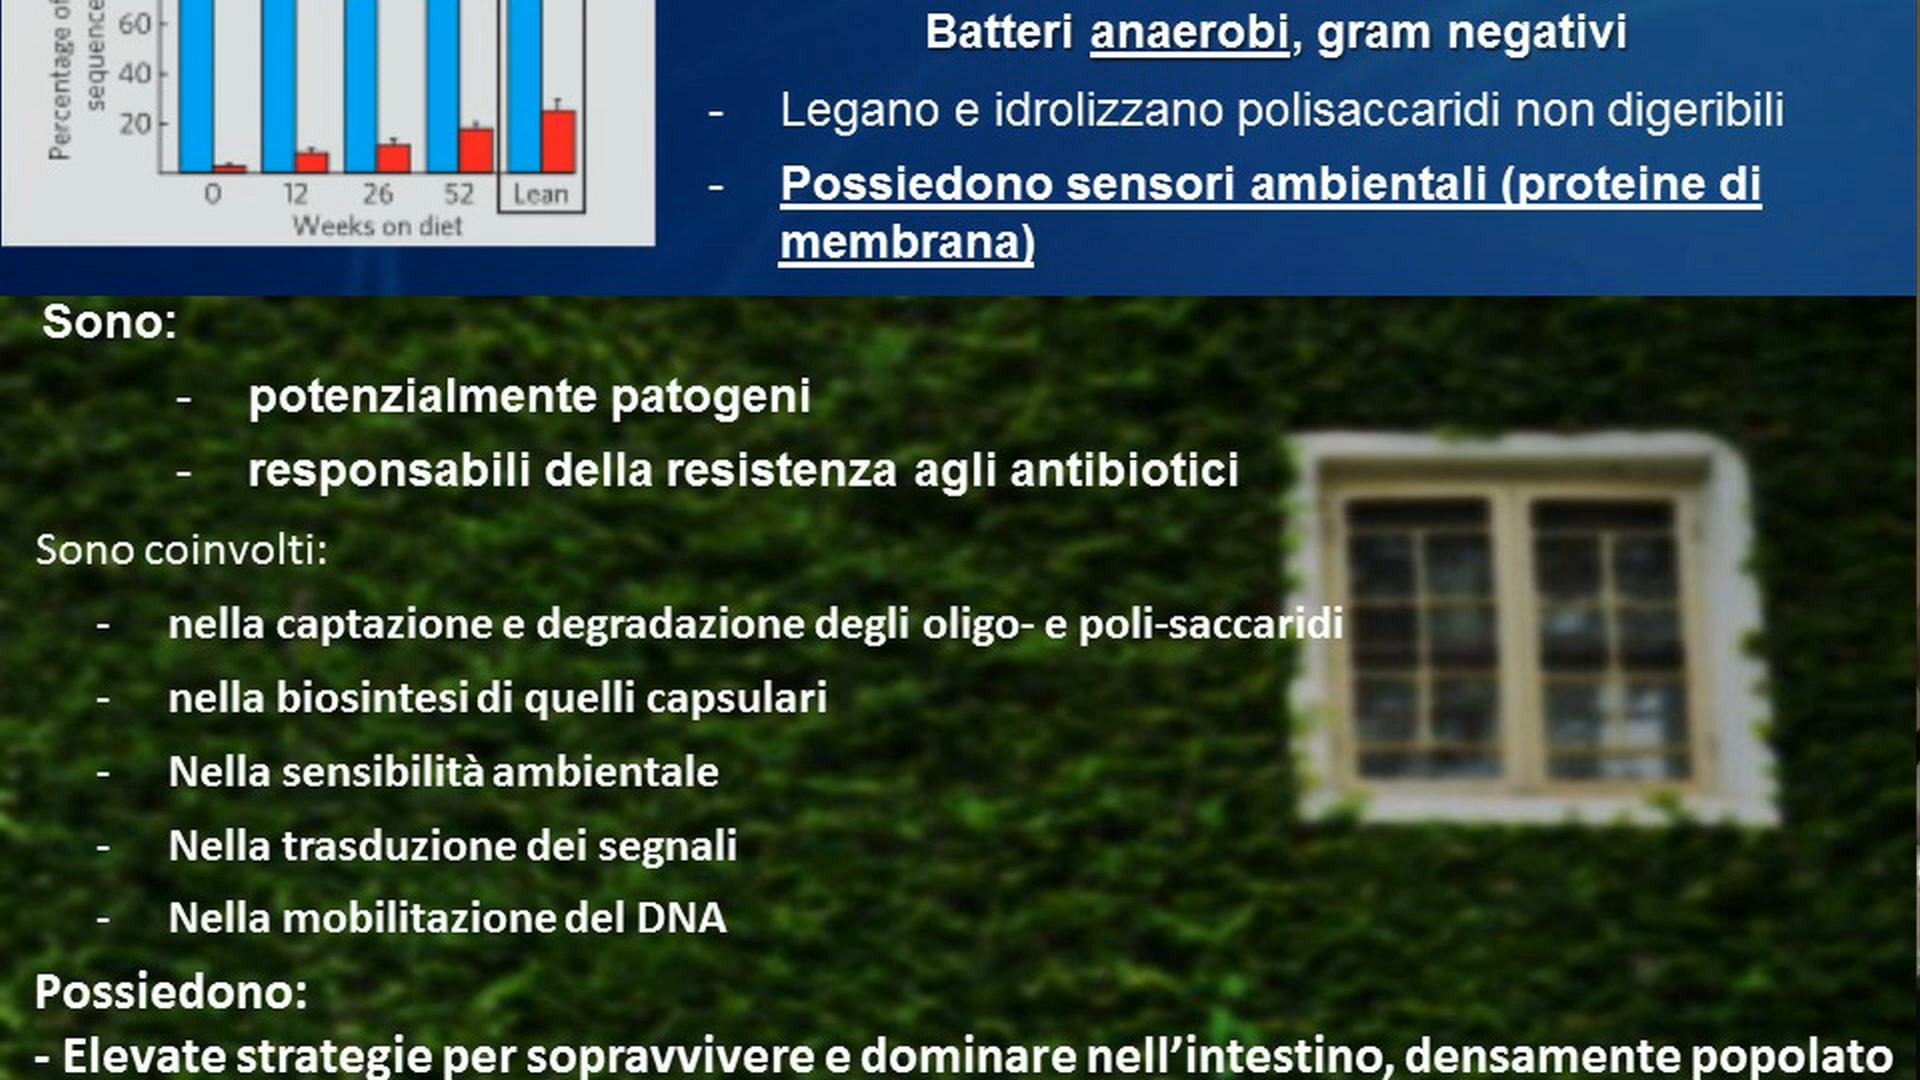 Percentage of
sequence
60
40
20
0 12 26 52 Lean
Weeks on diet
Batteri anaerobi, gram negativi
- Legano e idrolizzano polisaccaridi non digeribili
- Possiedono sensori ambientali (proteine di
membrana)
Sono:
- potenzialmente patogeni
- responsabili della resistenza agli antibiotici
Sono coinvolti:
- nella captazione e degradazione degli oligo- e poli-saccaridi
- nella biosintesi di quelli capsulari
- Nella sensibilità ambientale
- Nella trasduzione dei segnali
- Nella mobilitazione del DNA
Possiedono:
- Elevate strategie per sopravvivere e dominare nell’intestino, densamente popolato